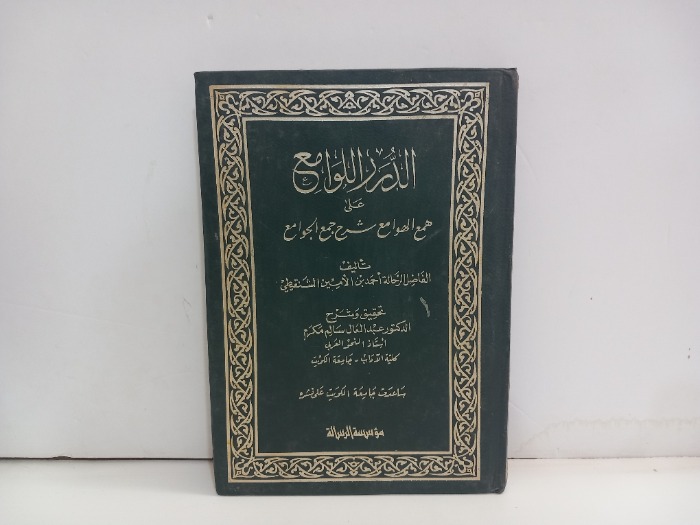 الدرر اللوامع
على
همع الهوامع شرح جمع الجوامع
تأليف
الفاضل الرحالة أحمد بن الأمين الشنقيطي
١
تحقيق وشرح
الدكتور عبد العال سالم مكرم
أستاذ النحو العربي
كلية الآداب - جامعة الكويت
ساعدت جامعة الكويت على نشره
مؤسسة الرسالة